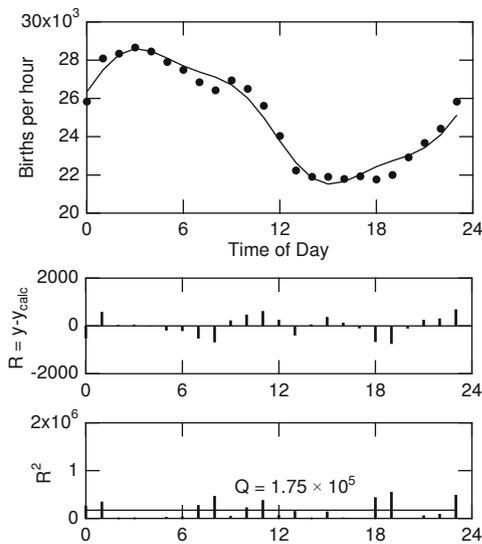 30x10³
28
26
24
22
20
Births per hour
0 6 12 18 24
Time of Day
2000
0
-2000
R = y-y_calc
0 6 12 18 24
2x10⁶
1
0
R²
Q = 1.75 × 10⁵
0 6 12 18 24